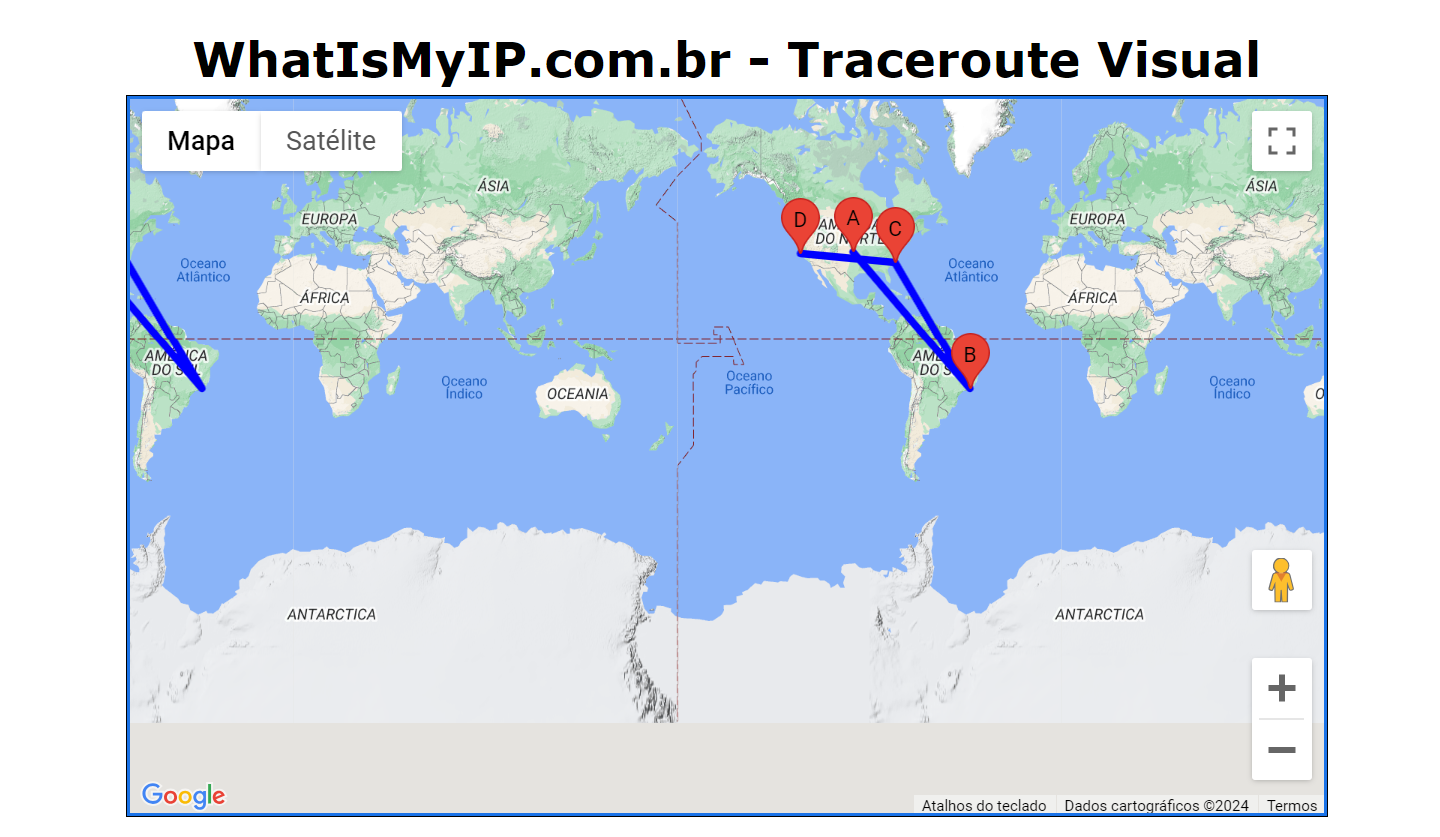 WhatIsMyIP.com.br - Traceroute Visual
Mapa
Satélite
ÁSIA
ÁSIA
EUROPA
EUROPA
D
A
C
DO NORTE
Oceano
Atlântico
Oceano
Atlântico
ÁFRICA
ÁFRICA
AMÉRICA
DO SUL
B
Oceano
Índico
OCEANIA
Oceano
Pacífico
Oceano
Índico
ANTARCTICA
ANTARCTICA
Google
Atalhos do teclado
Dados cartográficos ©2024
Termos